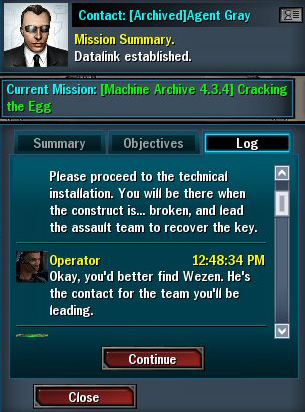 Contact: [Archived]Agent Gray
Mission Summary.
Datalink established.
Current Mission: [Machine Archive 4.3.4] Cracking
the Egg
Summary
Objectives
Log
Please proceed to the technical
installation. You will be there when
the construct is... broken, and lead
the assault team to recover the key.
Operator 12:48:34 PM
Okay, you'd better find Wezen. He's
the contact for the team you'll be
leading.
Continue
Close